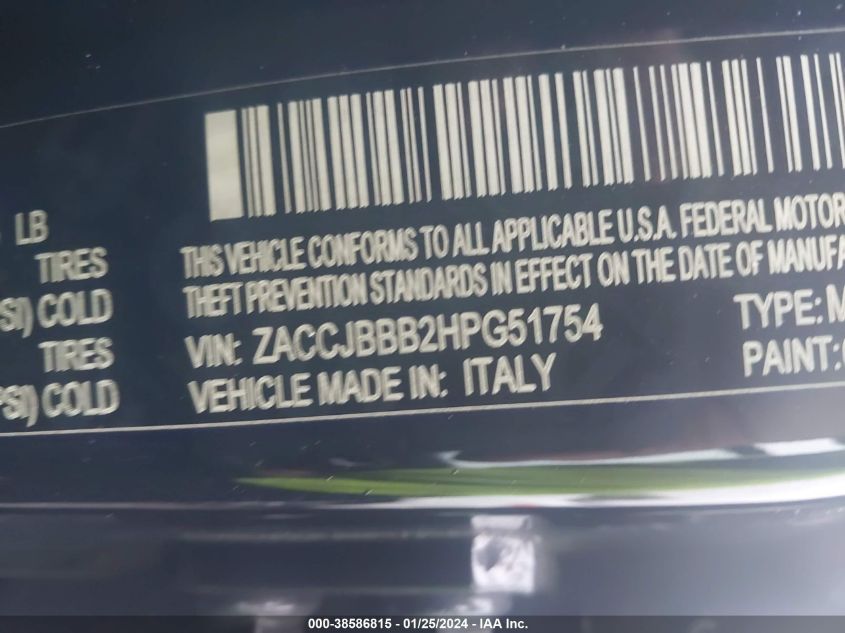 LB
TIRES
SI) COLD
TIRES
PSI) COLD
THIS VEHICLE CONFORMS TO ALL APPLICABLE U.S.A. FEDERAL MOTOR
THEFT PREVENTION STANDARDS IN EFFECT ON THE DATE OF MANUFA
VIN: ZACCJBBB2HPG51754
TYPE: M
VEHICLE MADE IN: ITALY
PAINT:
000-38586815 - 01/25/2024 - IAA Inc.